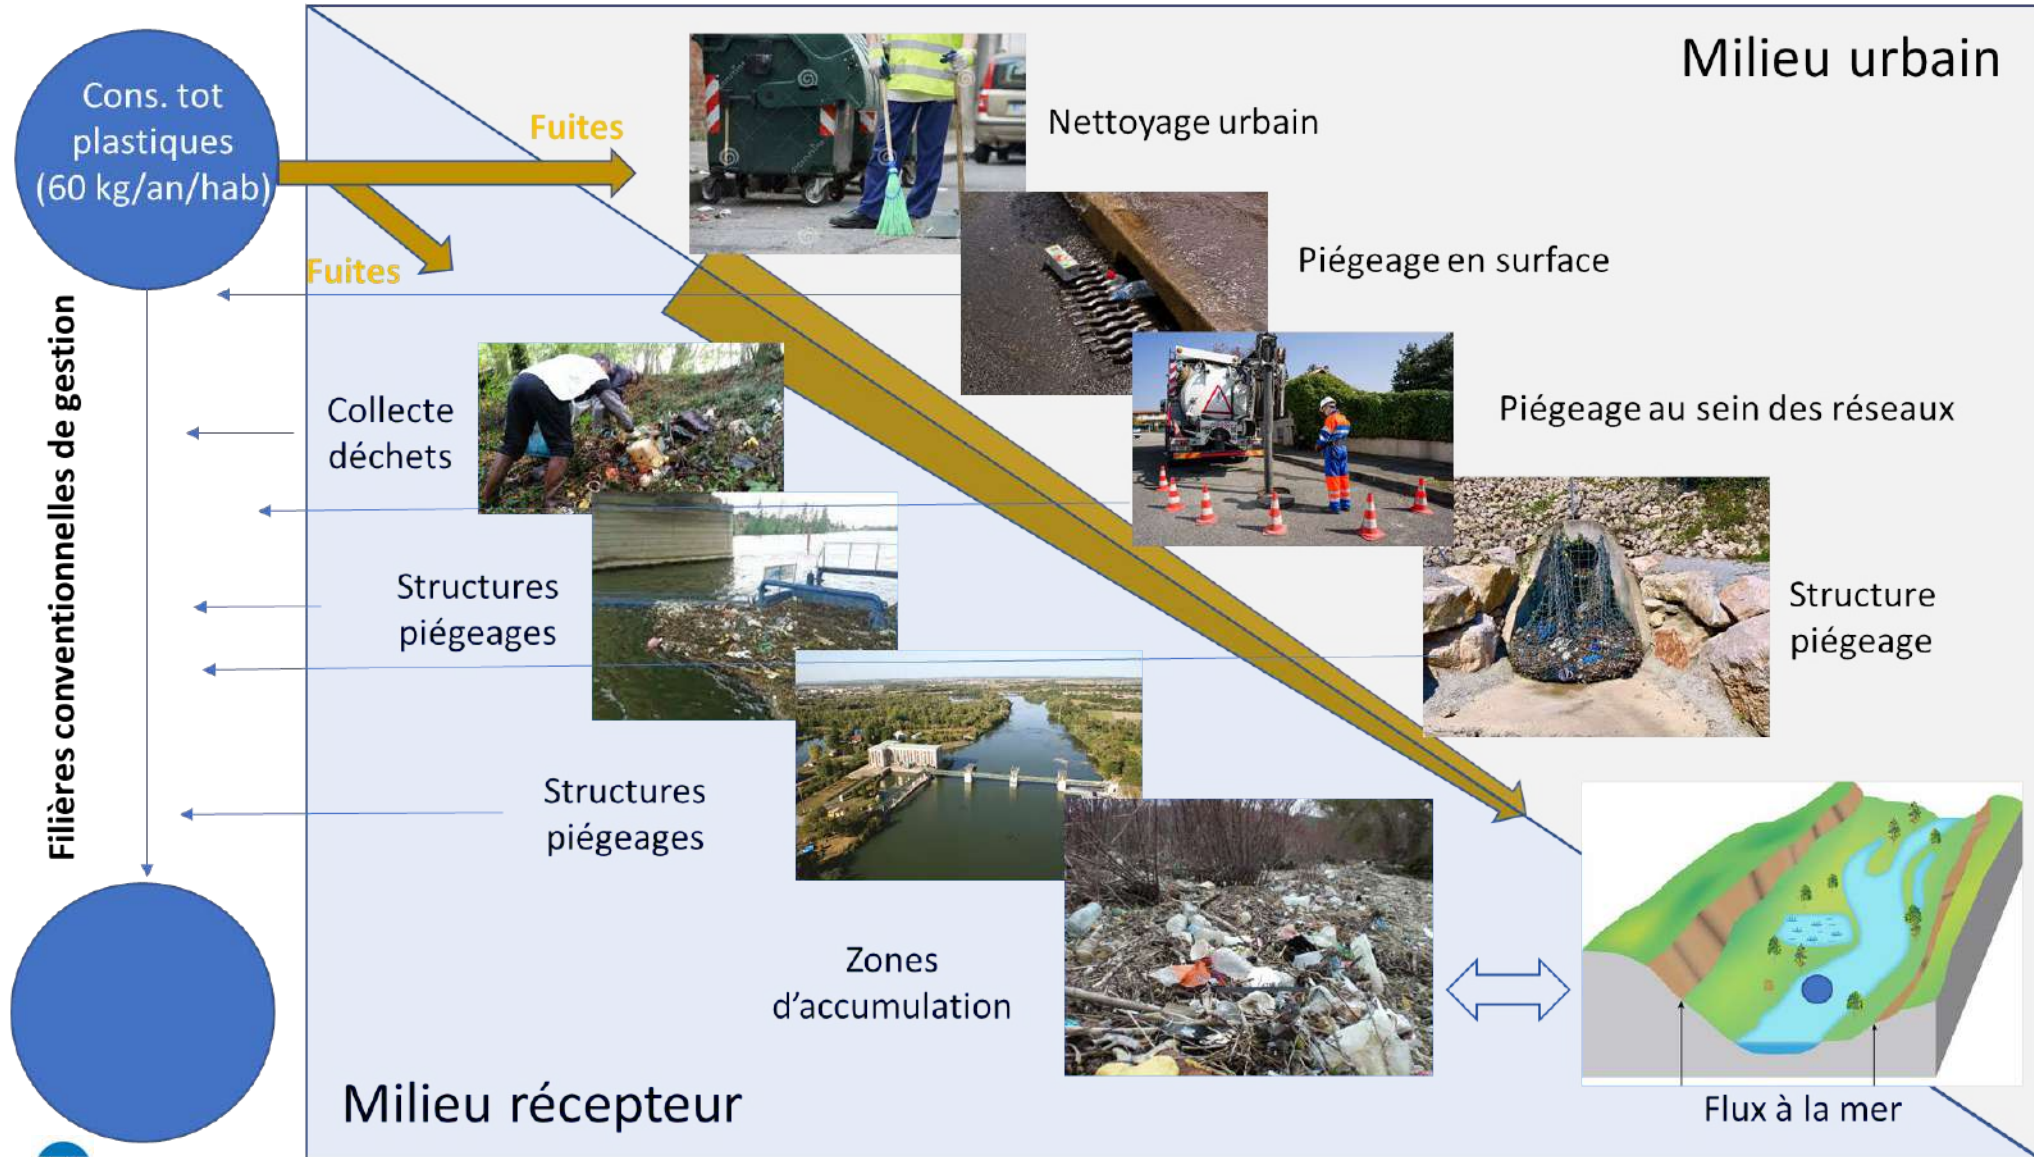 Milieu urbain
Cons. tot
plastiques
(60 kg/an/hab)
Fuites
Nettoyage urbain
Fuites
Piégeage en surface
Filières conventionnelles de gestion
Collecte
déchets
Piégeage au sein des réseaux
Structures
piégeages
Structure
piégeage
Structures
piégeages
Zones
d'accumulation
Milieu récepteur
Flux à la mer